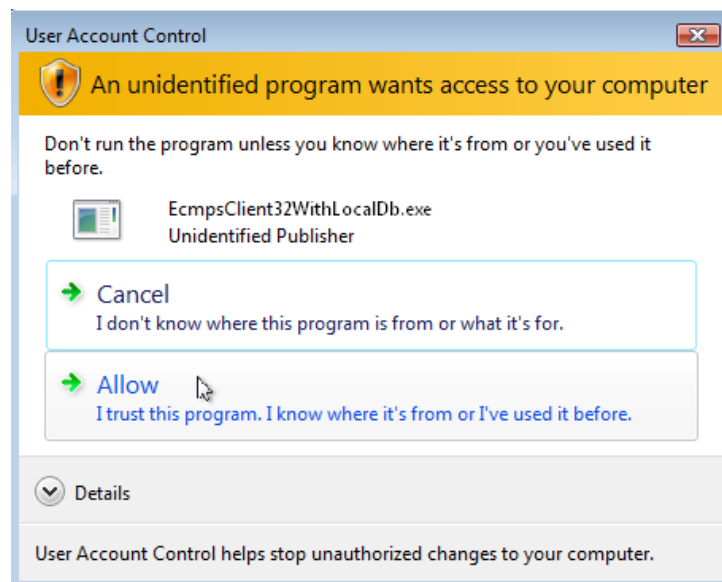 User Account Control
An unidentified program wants access to your computer
Don't run the program unless you know where it's from or you've used it
before.
EcmpsClient32WithLocalDb.exe
Unidentified Publisher
Cancel
I don't know where this program is from or what it's for.
Allow
I trust this program. I know where it's from or I've used it before.
Details
User Account Control helps stop unauthorized changes to your computer.